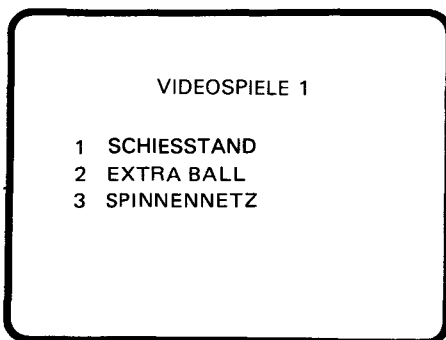 VIDEOSPIELE 1
1 SCHIESSTAND
2 EXTRA BALL
3 SPINNENNETZ